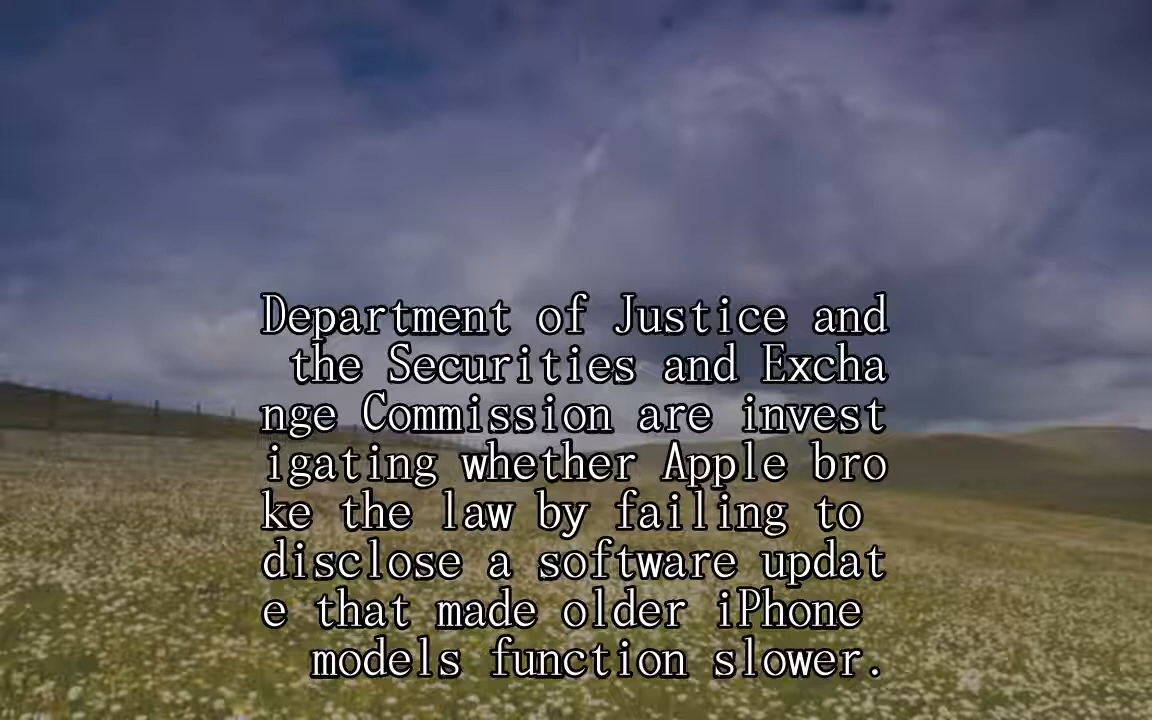 Department of Justice and
the Securities and Excha
nge Commission are invest
igating whether Apple bro
ke the law by failing to
disclose a software updat
e that made older iPhone
models function slower.